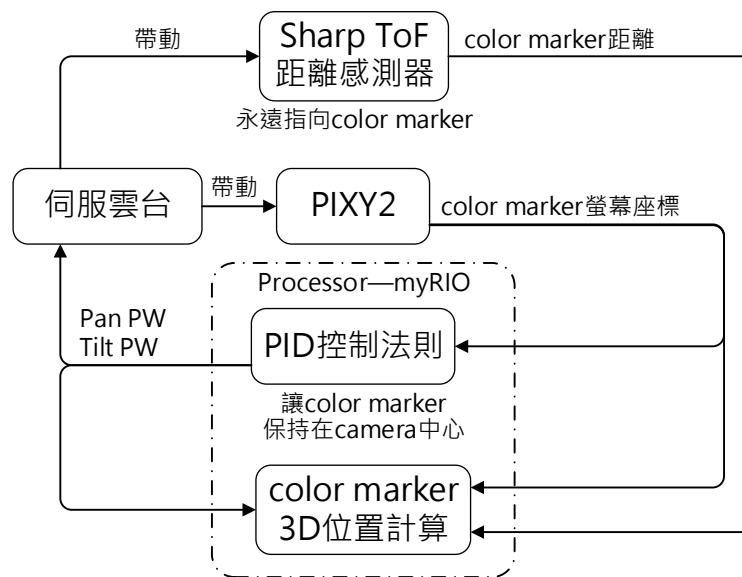 帶動
Sharp ToF
距離感測器
color marker距離
永遠指向color marker
伺服雲台
帶動
PIXY2
color marker螢幕座標
Processor—myRIO
Pan PW
Tilt PW
PID控制法則
讓color marker
保持在camera中心
color marker
3D位置計算